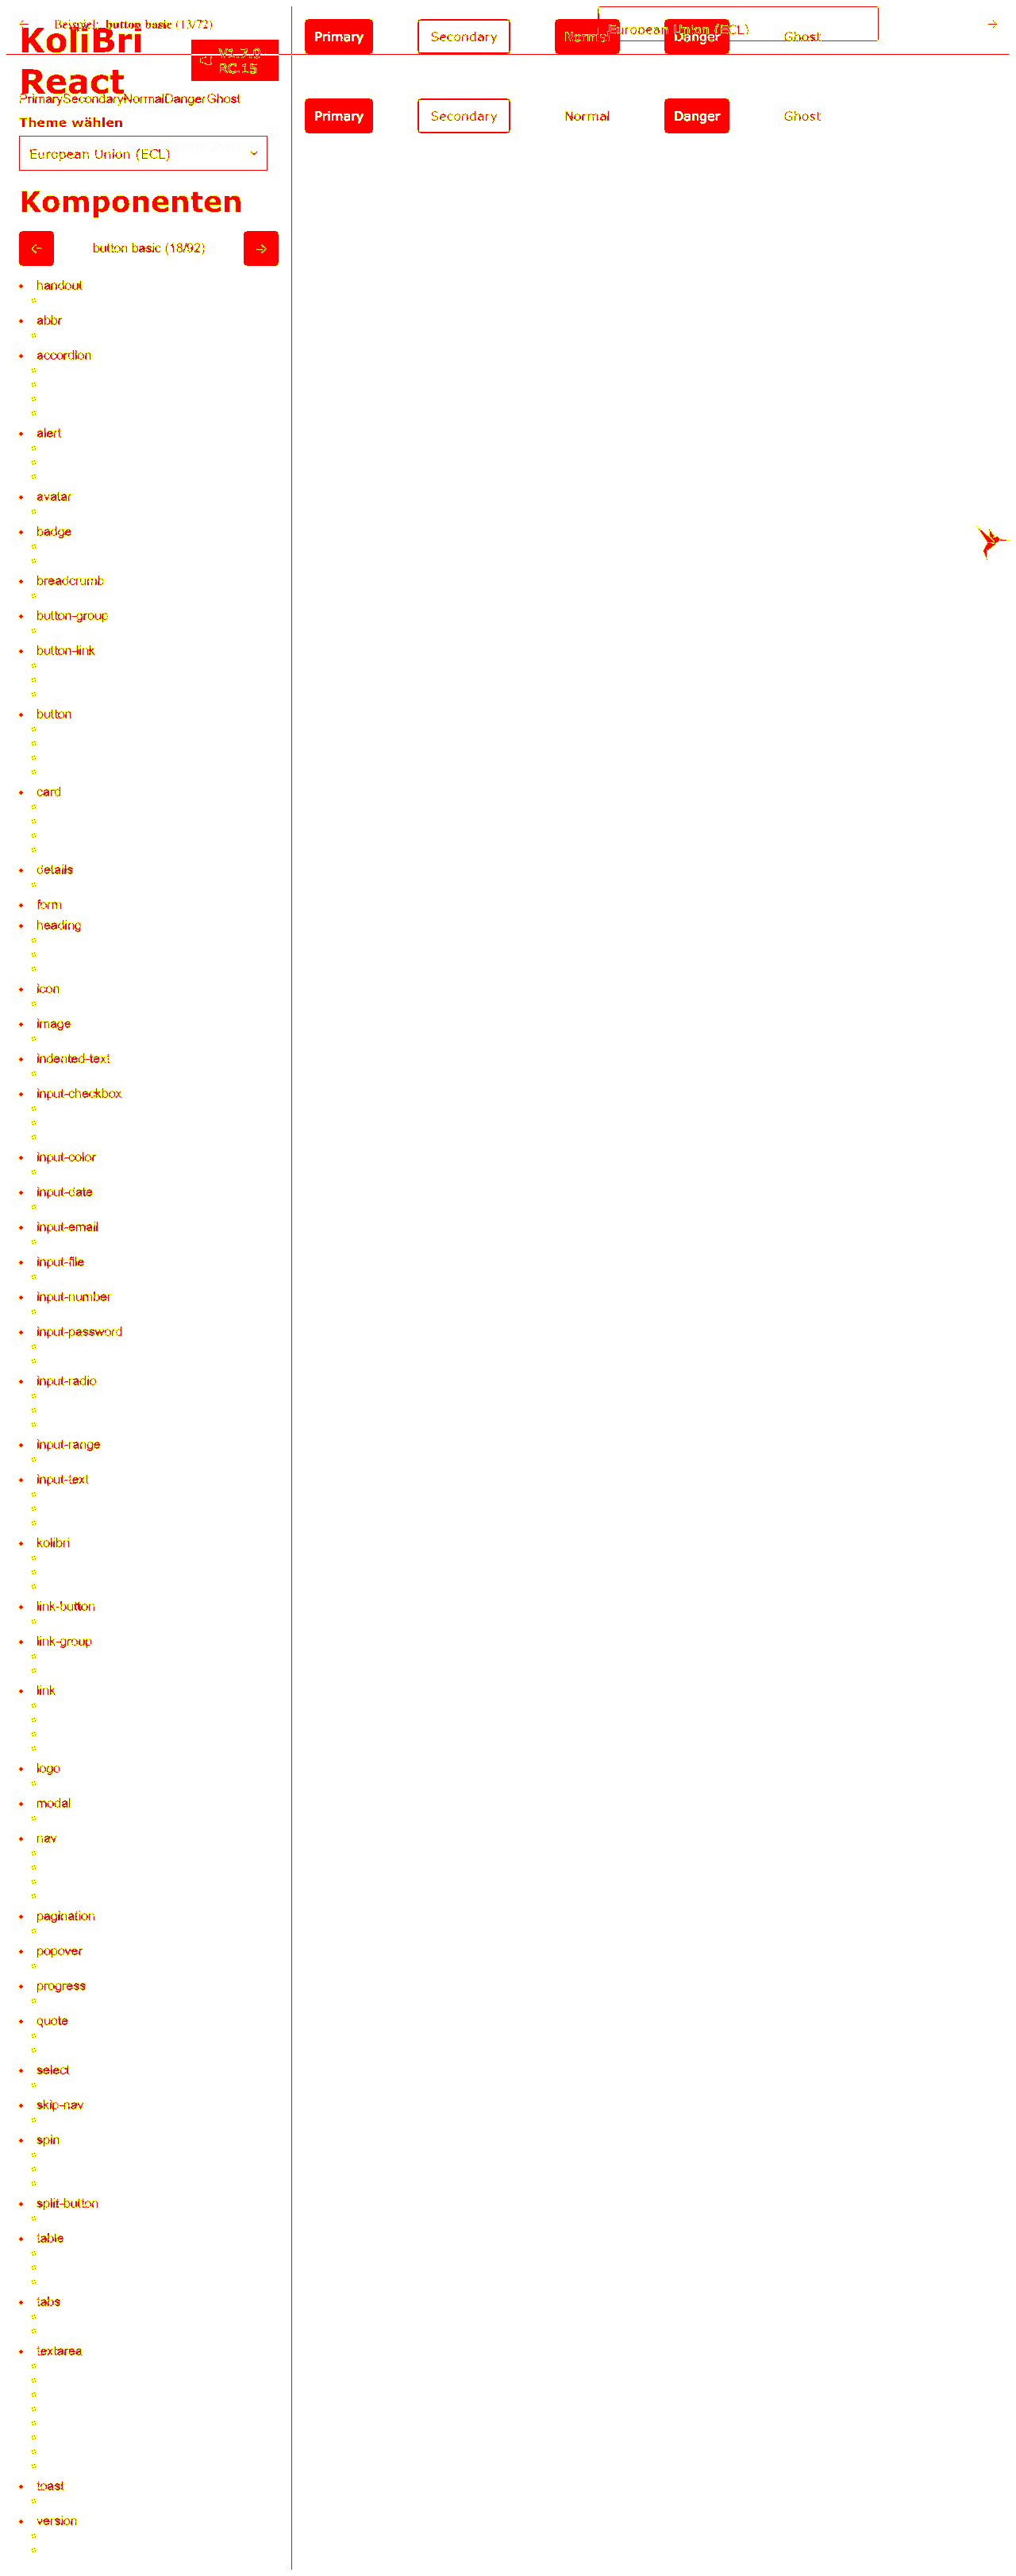 Beispiel: button basic (13/72)
KoliBri
React
V1.7.0
RC.15
PrimarySecondaryNormalDangerGhost
Theme wählen
European Union (ECL)
Komponenten
button basic (18/92)
handout
abbr
accordion
alert
avatar
badge
breadcrumb
button-group
button-link
button
card
details
form
heading
icon
image
indented-text
input-checkbox
input-color
input-date
input-email
input-file
input-number
input-password
input-radio
input-range
input-text
kolibri
link-button
link-group
link
logo
modal
nav
pagination
popover
progress
quote
select
skip-nav
spin
split-button
table
tabs
textarea
toast
version
Primary Secondary Normal Danger Ghost
European Union (ECL)
Primary Secondary Normal Danger Ghost